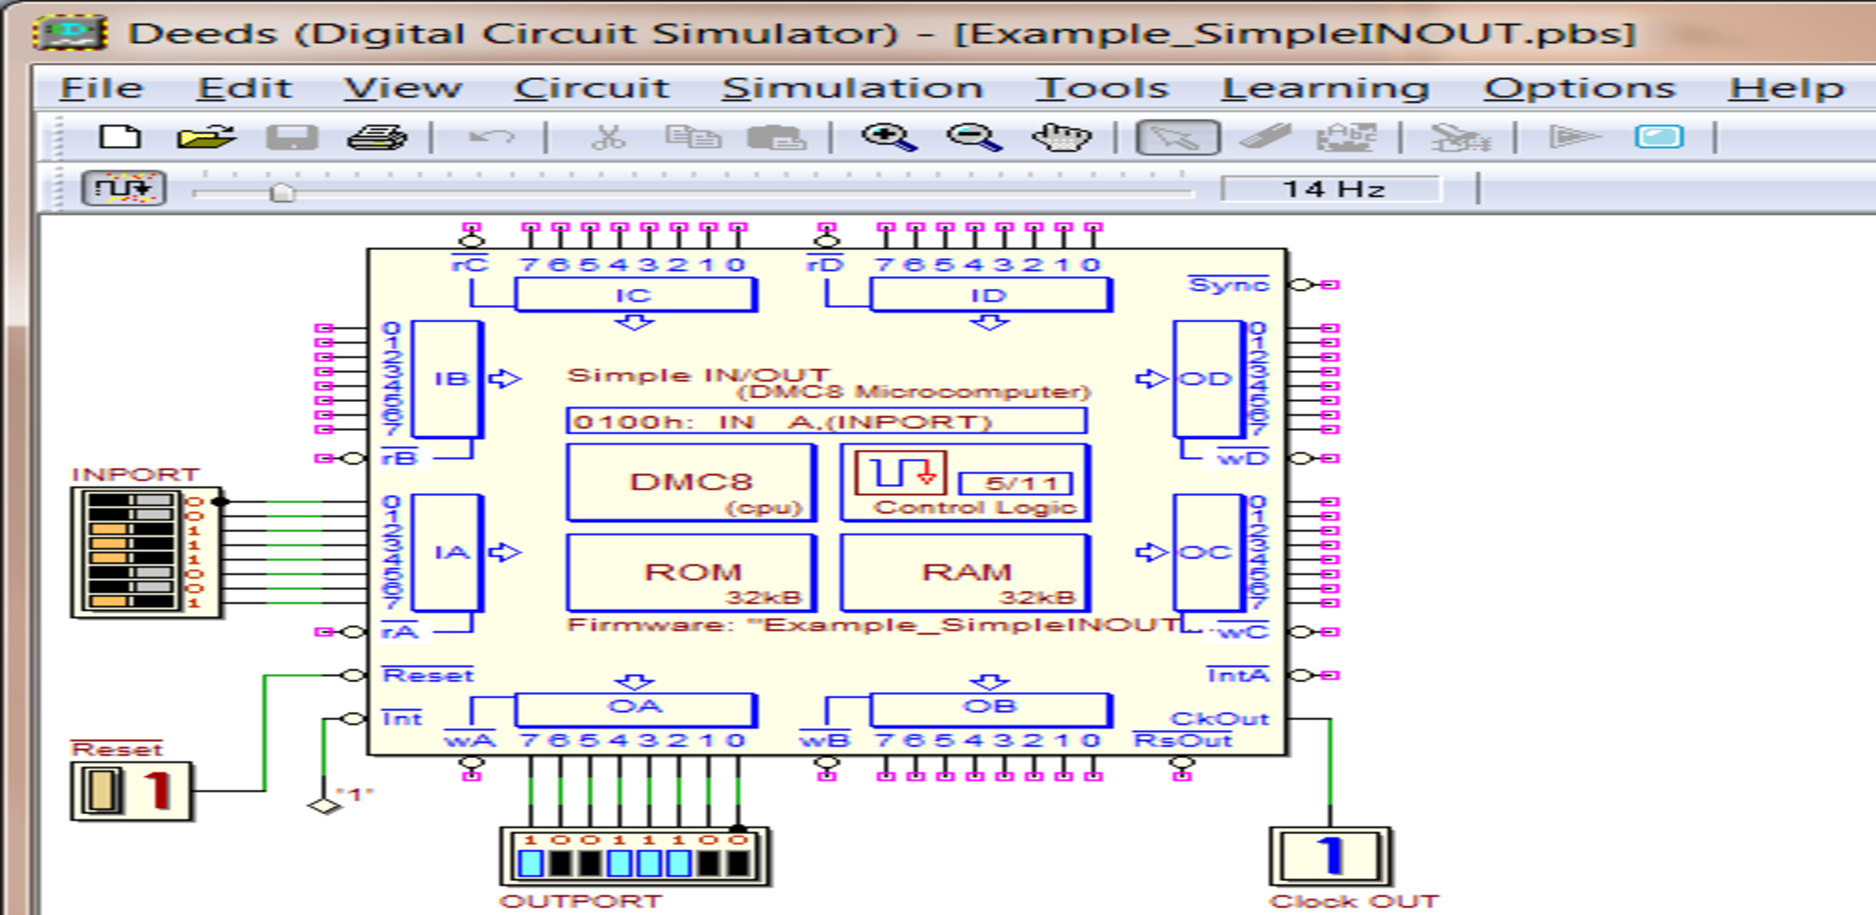 Deeds (Digital Circuit Simulator) - [Example_SimpleINOUT.pbs]
File Edit View Circuit Simulation Tools Learning Options Help
14 Hz
rC 7 6 5 4 3 2 1 0 rD 7 6 5 4 3 2 1 0
IC ID
Sync
0
1
2
3
4
5
6
7
IB
rB
Simple IN/OUT
(DMC8 Microcomputer)
0100h: IN A,(INPORT)
DMC8
(cpu)
5/11
Control Logic
ROM
32kB
RAM
32kB
Firmware: "Example_SimpleINOUT...
0
1
2
3
4
5
6
7
OD
wD
INPORT
0
0
1
1
1
0
0
1
0
1
2
3
4
5
6
7
IA
rA
0
1
2
3
4
5
6
7
OC
wC
Reset
Int
IntA
CkOut
OA OB
wA 7 6 5 4 3 2 1 0 wB 7 6 5 4 3 2 1 0 RsOut
Reset
1
"1"
1 0 0 1 1 1 0 0
OUTPORT
1
Clock OUT